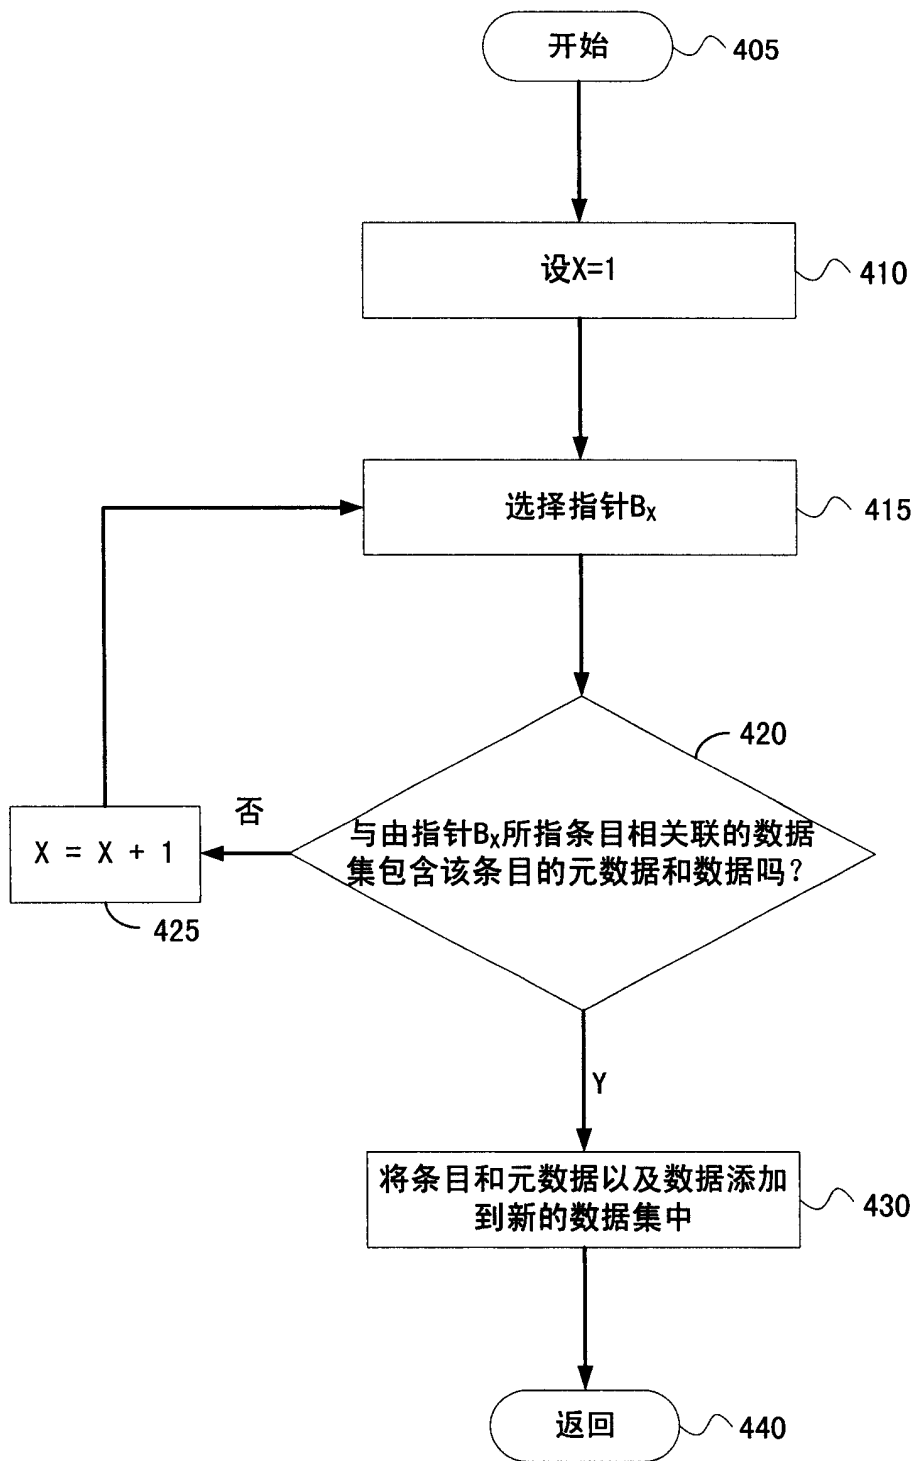 开始
405
设X=1
410
选择指针Bx
415
420
否
与由指针Bx所指条目相关联的数据
集包含该条目的元数据和数据吗?
X = X + 1
425
Y
将条目和元数据以及数据添加
到新的数据集中
430
返回
440